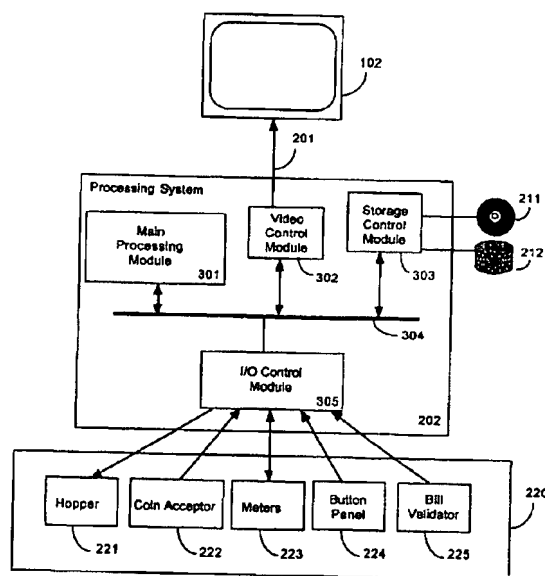 102
201
Processing System
Main
Processing
Module
301
Video
Control
Module
302
Storage
Control
Module
303
211
212
304
I/O Control
Module
305
202
Hopper
Coin Acceptor
Meters
Button
Panel
Bill
Validator
220
221
222
223
224
225